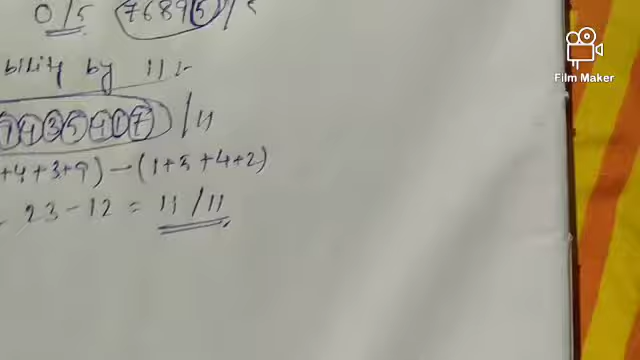 0/5 76895/5
bility by 11:-
/11
+4+3+9)-(1+5+4+2)
23-12=11/11
Film Maker